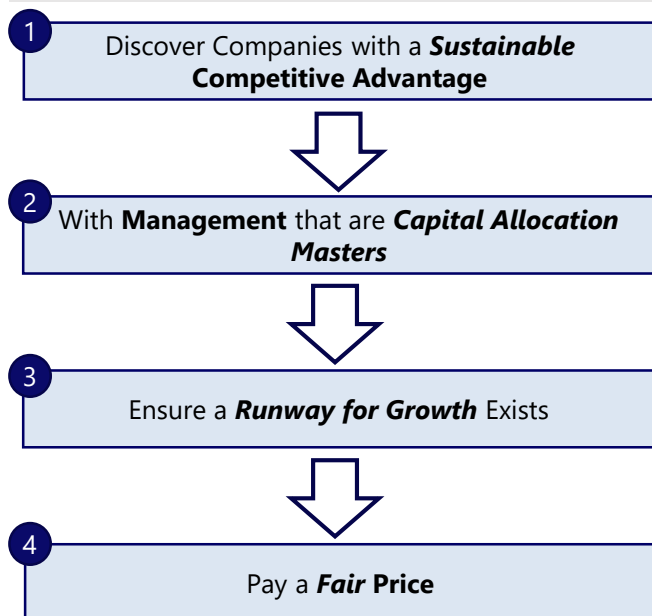 1
Discover Companies with a Sustainable
Competitive Advantage
2
With Management that are Capital Allocation
Masters
3
Ensure a Runway for Growth Exists
4
Pay a Fair Price